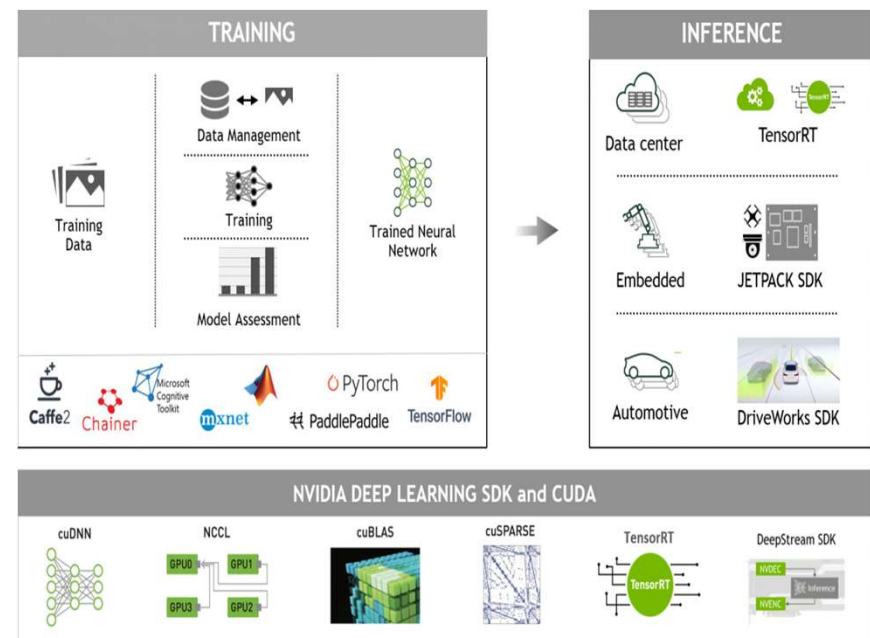 TRAINING
INFERENCE
Training
Data
Data Management
Training
Model Assessment
Trained Neural
Network
Caffe2
Chainer
Microsoft
Cognitive
Toolkit
mxnet
PyTorch
PaddlePaddle
TensorFlow
Data center
TensorRT
TensorRT
Embedded
JETPACK SDK
Automotive
DriveWorks SDK
NVIDIA DEEP LEARNING SDK and CUDA
cuDNN
NCCL
GPU0
GPU1
GPU3
GPU2
cuBLAS
cuSPARSE
TensorRT
TensorRT
DeepStream SDK
NVDEC
Inference
NVENC